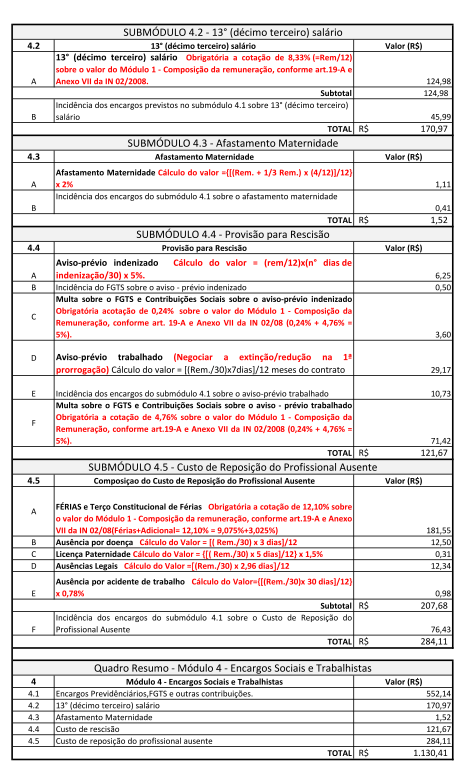 SUBMÓDULO 4.2 - 13° (décimo terceiro) salário
4.2 13° (décimo terceiro) salário Valor (R$)
13° (décimo terceiro) salário Obrigatória a cotação de 8,33% (=Rem/12)
sobre o valor do Módulo 1 - Composição da remuneração, conforme art.19-A e
A Anexo VII da IN 02/2008. 124,98
Subtotal 124,98
Incidência dos encargos previstos no submódulo 4.1 sobre 13° (décimo terceiro)
B salário 45,99
TOTAL R$ 170,97
SUBMÓDULO 4.3 - Afastamento Maternidade
4.3 Afastamento Maternidade Valor (R$)
Afastamento Maternidade Cálculo do valor ={[(Rem. + 1/3 Rem.) x (4/12)]/12}
A x 2% 1,11
Incidência dos encargos do submódulo 4.1 sobre o afastamento maternidade
B 0,41
TOTAL R$ 1,52
SUBMÓDULO 4.4 - Provisão para Rescisão
4.4 Provisão para Rescisão Valor (R$)
Aviso-prévio indenizado Cálculo do valor = (rem/12)x(n° dias de
A indenização/30) x 5%. 6,25
B Incidência do FGTS sobre o aviso - prévio indenizado 0,50
Multa sobre o FGTS e Contribuições Sociais sobre o aviso-prévio indenizado
Obrigatória acotação de 0,24% sobre o valor do Módulo 1 - Composição da
C Remuneração, conforme art. 19-A e Anexo VII da IN 02/08 (0,24% + 4,76% =
5%). 3,60
D Aviso-prévio trabalhado (Negociar a extinção/redução na 1ª
prorrogação) Cálculo do valor = [(Rem./30)x7dias]/12 meses do contrato 29,17
E Incidência dos encargos do submódulo 4.1 sobre aviso-prévio trabalhado 10,73
Multa sobre o FGTS e Contribuições Sociais sobre o aviso - prévio trabalhado
Obrigatória a cotação de 4,76% sobre o valor do Módulo 1 - Composição da
F Remuneração, conforme art.19-A e Anexo VII da IN 02/2008 (0,24% + 4,76% =
5%). 71,42
TOTAL 121,67
SUBMÓDULO 4.5 - Custo de Reposição do Profissional Ausente
4.5 Composiçao do Custo de Reposição do Profissional Ausente Valor (R$)
A FÉRIAS e Terço Constitucional de Férias Obrigatória a cotação de 12,10% sobre
o valor do Módulo 1 - Composição da remuneração, conforme art.19-A e Anexo
VII da IN 02/08(Férias+Adicional= 12,10% = 9,075%+3,025%) 181,55
B Ausência por doença Cálculo do Valor = [( Rem./30) x 3 dias]/12 12,50
C Licença Paternidade Cálculo do Valor = {[( Rem./30) x 5 dias]/12} x 1,5% 0,31
D Ausências Legais Cálculo do Valor =[(Rem./30) x 2,96 dias]/12 12,34
Ausência por acidente de trabalho Cálculo do Valor={[(Rem./30)x 30 dias]/12}
E x 0,78% 0,98
Subtotal R$ 207,68
Incidência dos encargos do submódulo 4.1 sobre o Custo de Reposição do
F Profissional Ausente 76,43
TOTAL R$ 284,11
Quadro Resumo - Módulo 4 - Encargos Sociais e Trabalhistas
4 Módulo 4 - Encargos Sociais e Trabalhistas Valor (R$)
4.1 Encargos Previdênciários,FGTS e outras contribuições. 552,14
4.2 13° (décimo terceiro) salário 170,97
4.3 Afastamento Maternidade 1,52
4.4 Custo de rescisão 121,67
4.5 Custo de reposição do profissional ausente 284,11
TOTAL R$ 1.130,41